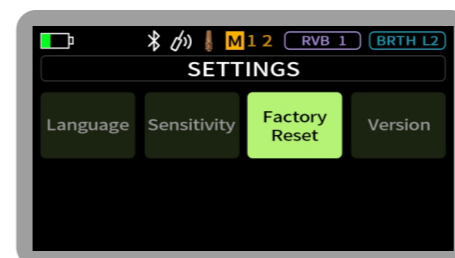 M 1 2 RVB 1 BRTH L2
SETTINGS
Language Sensitivity Factory Reset Version